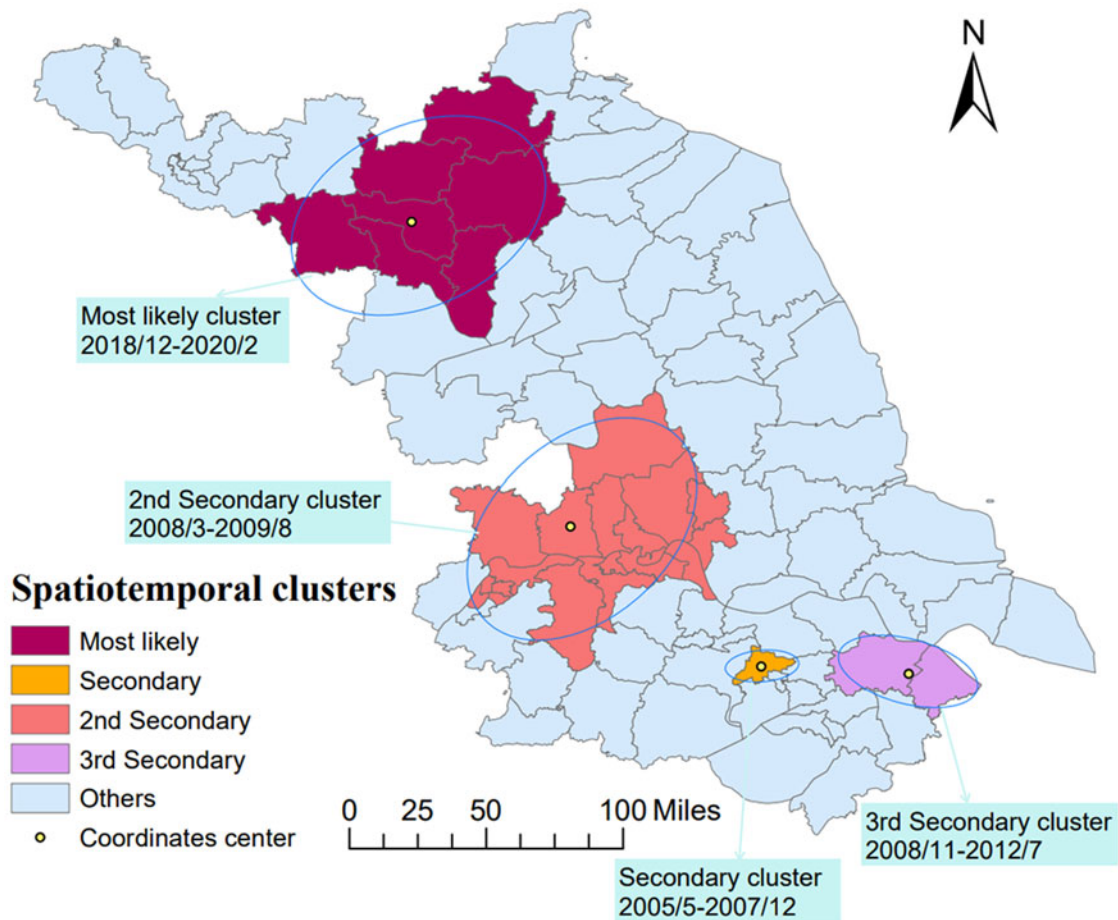 N
Most likely cluster
2018/12-2020/2
2nd Secondary cluster
2008/3-2009/8
Spatiotemporal clusters
Most likely
Secondary
2nd Secondary
3rd Secondary
Others
Coordinates center
0 25 50 100 Miles
3rd Secondary cluster
2008/11-2012/7
Secondary cluster
2005/5-2007/12